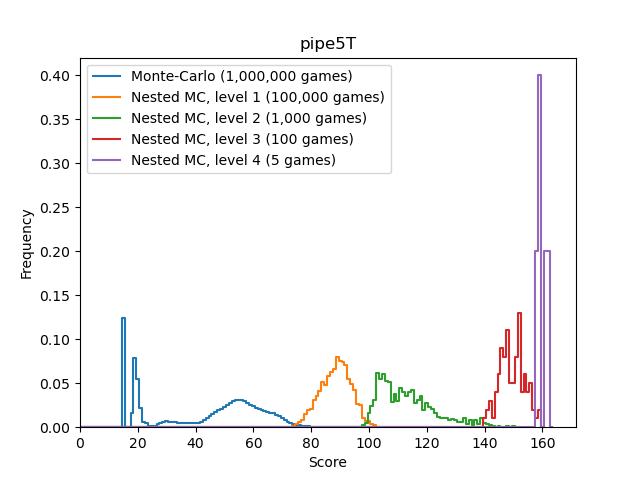 pipe5T
Monte-Carlo (1,000,000 games)
Nested MC, level 1 (100,000 games)
Nested MC, level 2 (1,000 games)
Nested MC, level 3 (100 games)
Nested MC, level 4 (5 games)
0.40
0.35
0.30
0.25
0.20
0.15
0.10
0.05
0.00
Frequency
0 20 40 60 80 100 120 140 160
Score